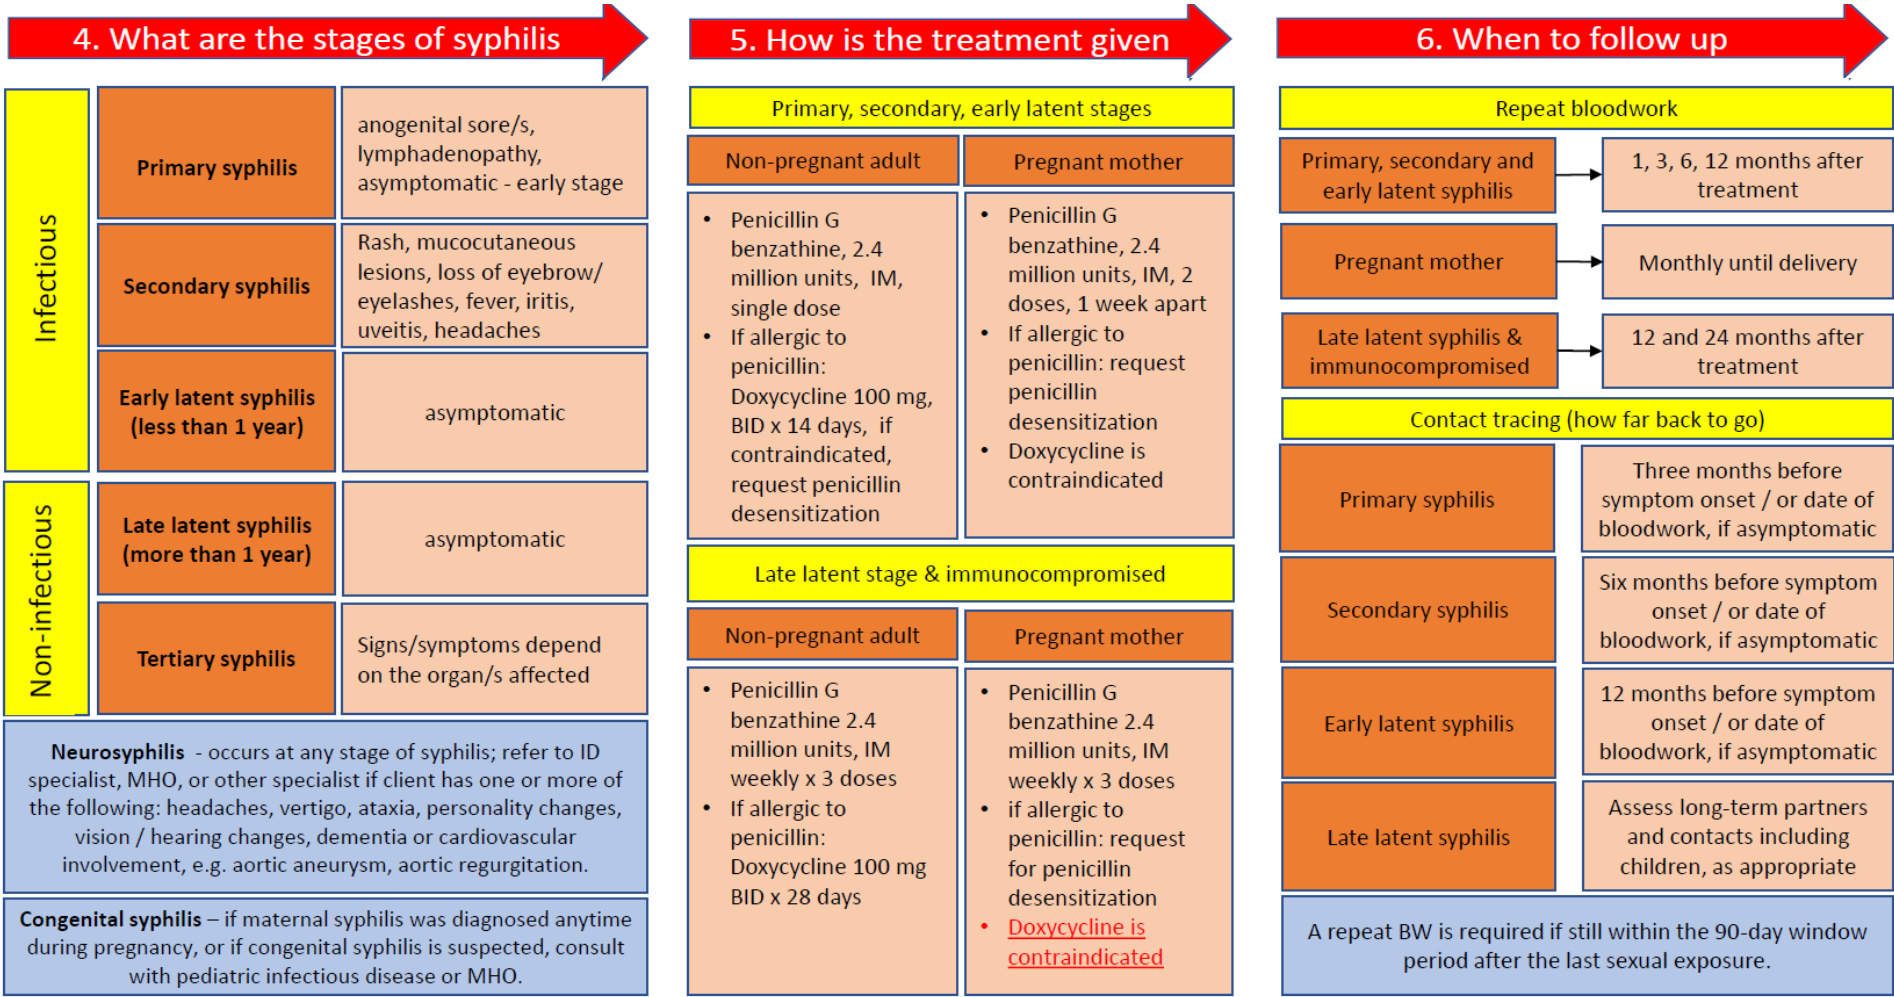 4. What are the stages of syphilis
Infectious
Primary syphilis
anogenital sore/s,
lymphadenopathy,
asymptomatic - early stage
Secondary syphilis
Rash, mucocutaneous
lesions, loss of eyebrow/
eyelashes, fever, iritis,
uveitis, headaches
Early latent syphilis
(less than 1 year)
asymptomatic
Non-infectious
Late latent syphilis
(more than 1 year)
asymptomatic
Tertiary syphilis
Signs/symptoms depend
on the organ/s affected
Neurosyphilis - occurs at any stage of syphilis; refer to ID
specialist, MHO, or other specialist if client has one or more of
the following: headaches, vertigo, ataxia, personality changes,
vision / hearing changes, dementia or cardiovascular
involvement, e.g. aortic aneurysm, aortic regurgitation.
Congenital syphilis – if maternal syphilis was diagnosed anytime
during pregnancy, or if congenital syphilis is suspected, consult
with pediatric infectious disease or MHO.
5. How is the treatment given
Primary, secondary, early latent stages
Non-pregnant adult
• Penicillin G
benzathine, 2.4
million units, IM,
single dose
• If allergic to
penicillin:
Doxycycline 100 mg,
BID x 14 days, if
contraindicated,
request penicillin
desensitization
Pregnant mother
• Penicillin G
benzathine, 2.4
million units, IM, 2
doses, 1 week apart
• If allergic to
penicillin: request
penicillin
desensitization
• Doxycycline is
contraindicated
Late latent stage & immunocompromised
Non-pregnant adult
• Penicillin G
benzathine 2.4
million units, IM
weekly x 3 doses
• If allergic to
penicillin:
Doxycycline 100 mg
BID x 28 days
Pregnant mother
• Penicillin G
benzathine 2.4
million units, IM
weekly x 3 doses
• if allergic to
penicillin: request
for penicillin
desensitization
• Doxycycline is
contraindicated
6. When to follow up
Repeat bloodwork
Primary, secondary and
early latent syphilis
1, 3, 6, 12 months after
treatment
Pregnant mother
Monthly until delivery
Late latent syphilis &
immunocompromised
12 and 24 months after
treatment
Contact tracing (how far back to go)
Primary syphilis
Three months before
symptom onset / or date of
bloodwork, if asymptomatic
Secondary syphilis
Six months before symptom
onset / or date of
bloodwork, if asymptomatic
Early latent syphilis
12 months before symptom
onset / or date of
bloodwork, if asymptomatic
Late latent syphilis
Assess long-term partners
and contacts including
children, as appropriate
A repeat BW is required if still within the 90-day window
period after the last sexual exposure.